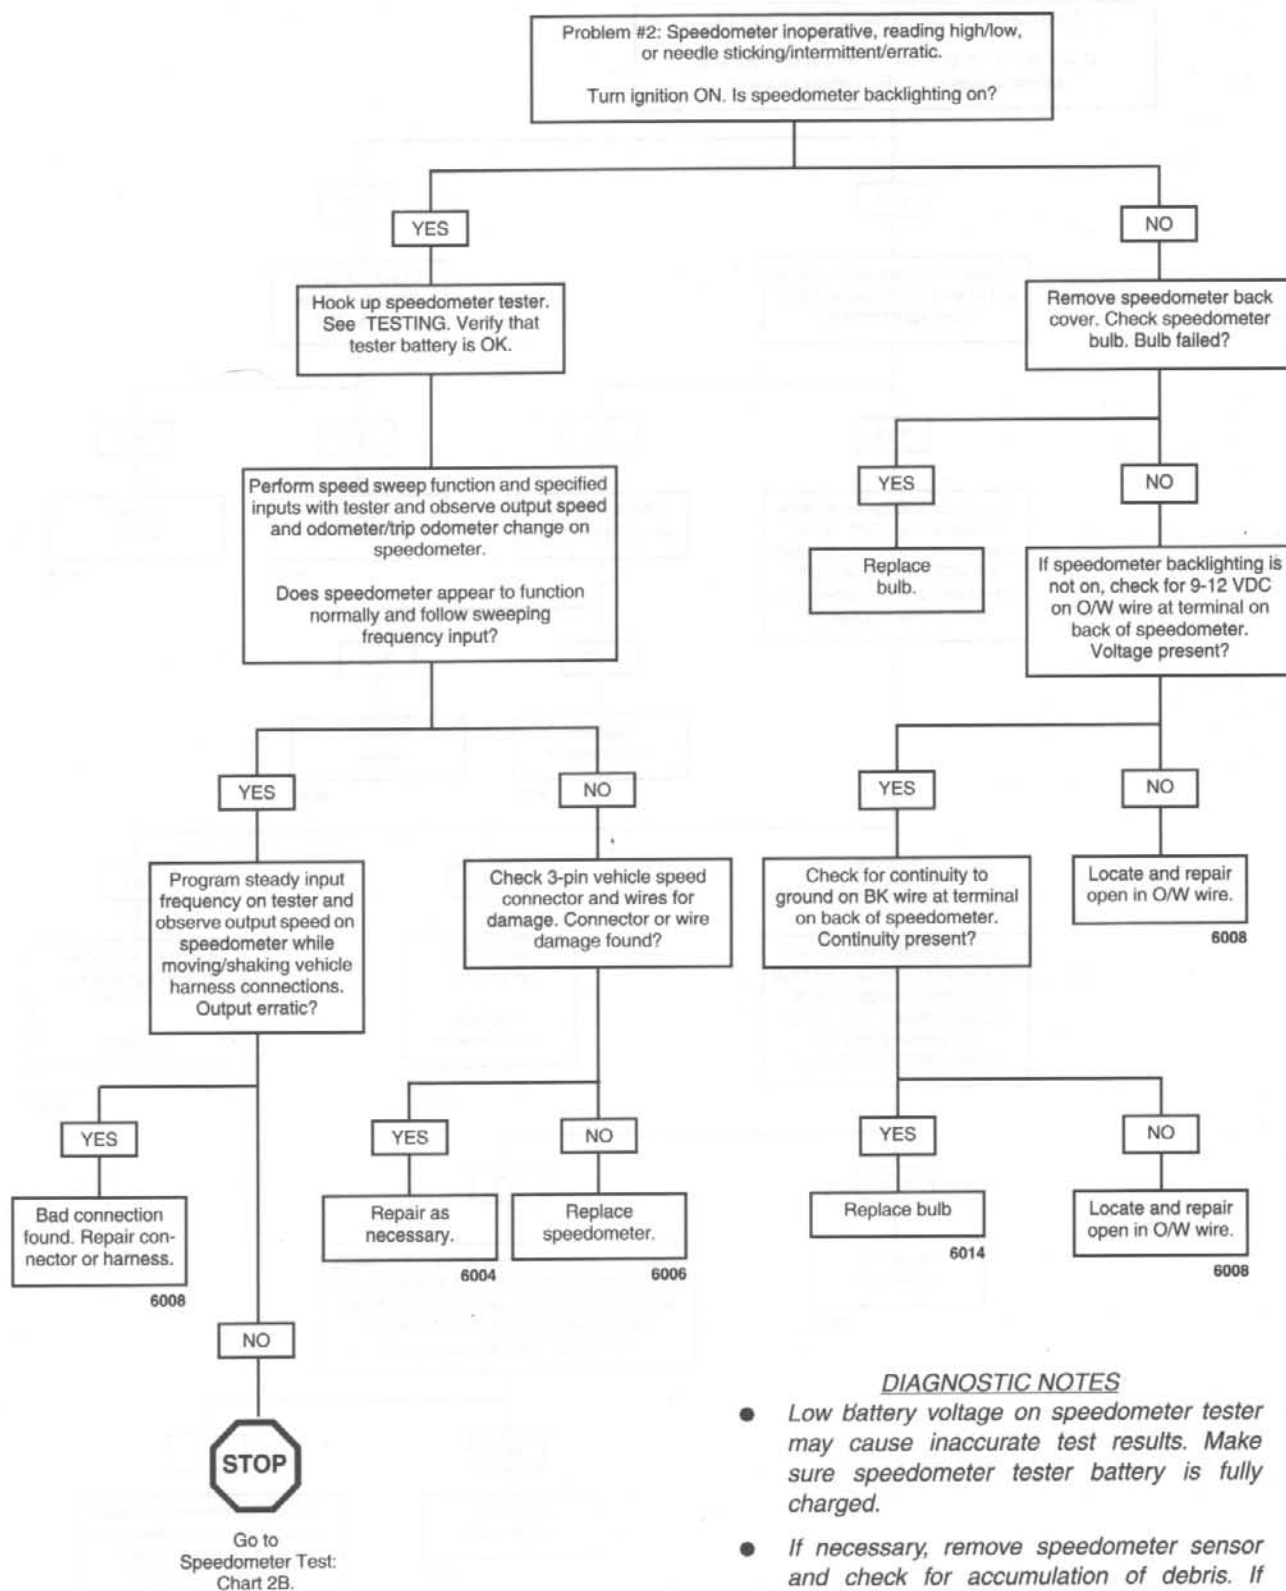 Problem #2: Speedometer inoperative, reading high/low,
or needle sticking/intermittent/erratic.
Turn ignition ON. Is speedometer backlighting on?
YES
NO
Hook up speedometer tester.
See TESTING. Verify that
tester battery is OK.
Remove speedometer back
cover. Check speedometer
bulb. Bulb failed?
Perform speed sweep function and specified
inputs with tester and observe output speed
and odometer/trip odometer change on
speedometer.
Does speedometer appear to function
normally and follow sweeping
frequency input?
YES
NO
Replace
bulb.
If speedometer backlighting is
not on, check for 9-12 VDC
on O/W wire at terminal on
back of speedometer.
Voltage present?
YES
NO
YES
NO
Program steady input
frequency on tester and
observe output speed on
speedometer while
moving/shaking vehicle
harness connections.
Output erratic?
Check 3-pin vehicle speed
connector and wires for
damage. Connector or wire
damage found?
Check for continuity to
ground on BK wire at terminal
on back of speedometer.
Continuity present?
Locate and repair
open in O/W wire.
6008
YES
YES
NO
YES
NO
Bad connection
found. Repair con-
nector or harness.
6008
Repair as
necessary.
6004
Replace
speedometer.
6006
Replace bulb
6014
Locate and repair
open in O/W wire.
6008
NO
STOP
Go to
Speedometer Test:
Chart 2B.
DIAGNOSTIC NOTES
● Low battery voltage on speedometer tester
may cause inaccurate test results. Make
sure speedometer tester battery is fully
charged.
● If necessary, remove speedometer sensor
and check for accumulation of debris. If